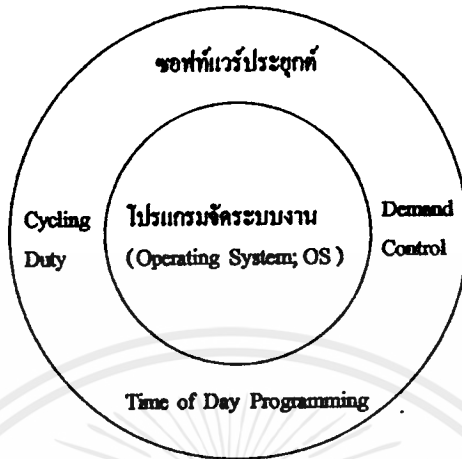 ซอฟท์แวร์ประยุกต์
Cycling
Duty
โปรแกรมจัดระบบงาน
(Operating System; OS)
Demand
Control
Time of Day Programming